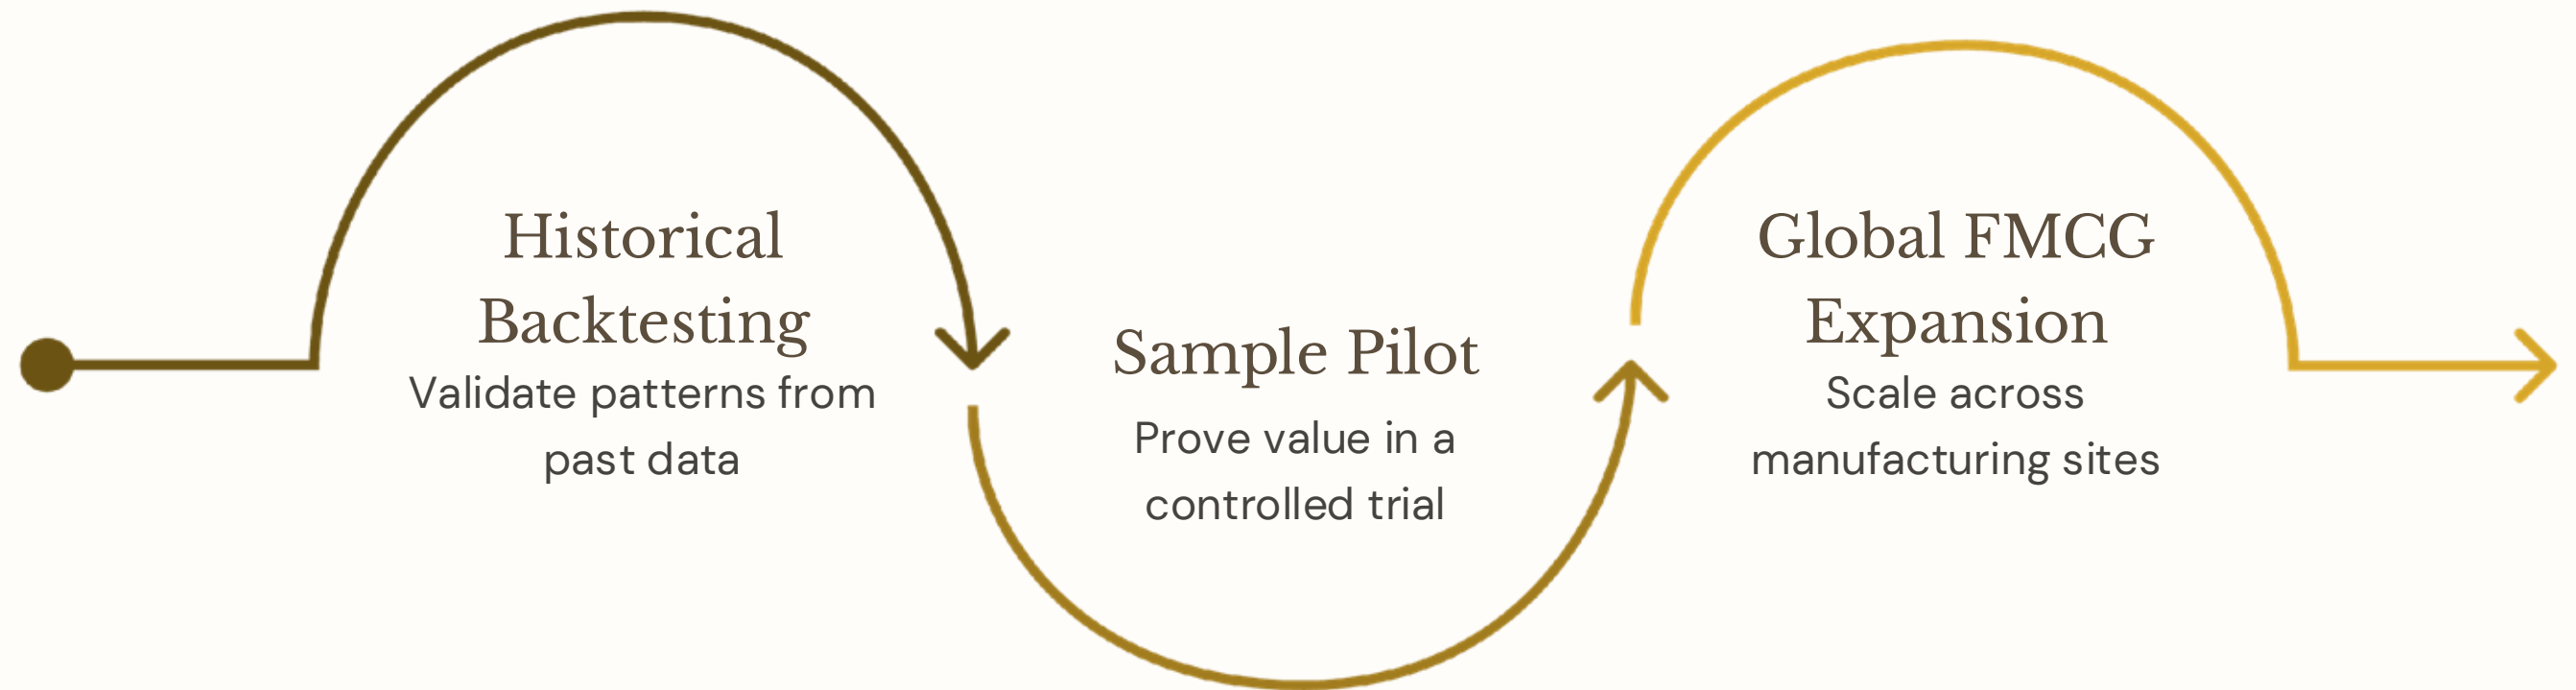 Historical
Backtesting
Validate patterns from
past data
Sample Pilot
Prove value in a
controlled trial
Global FMCG
Expansion
Scale across
manufacturing sites